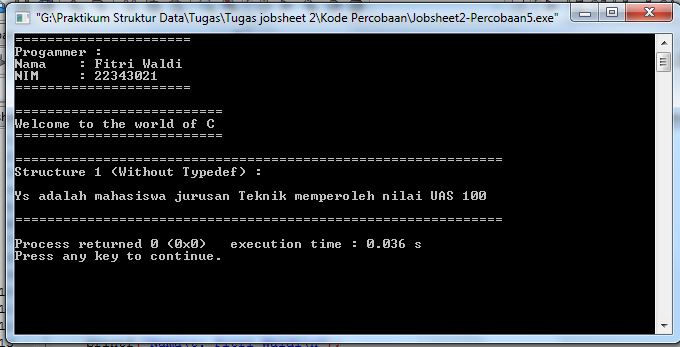 "G:\Praktikum Struktur Data\Tugas\Tugas jobsheet 2\Kode Percobaan\Jobsheet2-Percobaan5.exe"
======================
Progammer :
Nama    : Fitri Waldi
NIM     : 22343021
======================
==========================
Welcome to the world of C
==========================
=============================================================
Structure 1 (Without Typedef) :
Ys adalah mahasiswa jurusan Teknik memperoleh nilai UAS 100
=============================================================
Process returned 0 (0x0)   execution time : 0.036 s
Press any key to continue.